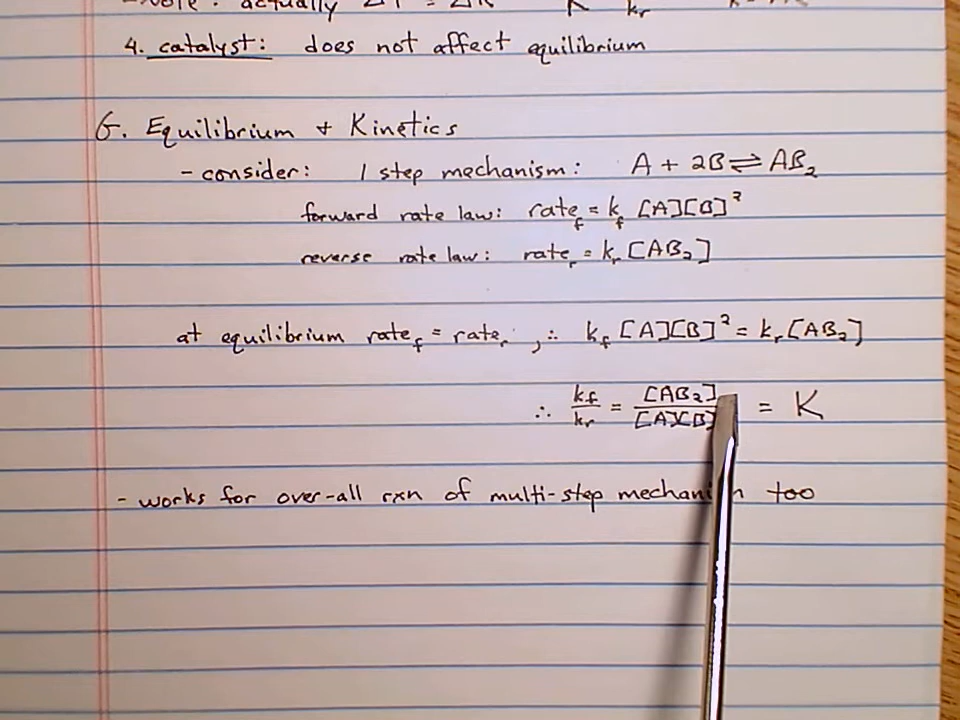 actually
4. catalyst: does not affect equilibrium
G. Equilibrium + Kinetics
- consider: 1 step mechanism: A + 2B ⇌ AB₂
forward rate law: rate_f = k_f [A][B]²
reverse rate law: rate_r = k_r [AB₂]
at equilibrium rate_f = rate_r, ∴ k_f [A][B]² = k_r [AB₂]
∴ k_f/k_r = [AB₂]/[A][B] = K
- works for over-all rxn of multi-step mechanism too